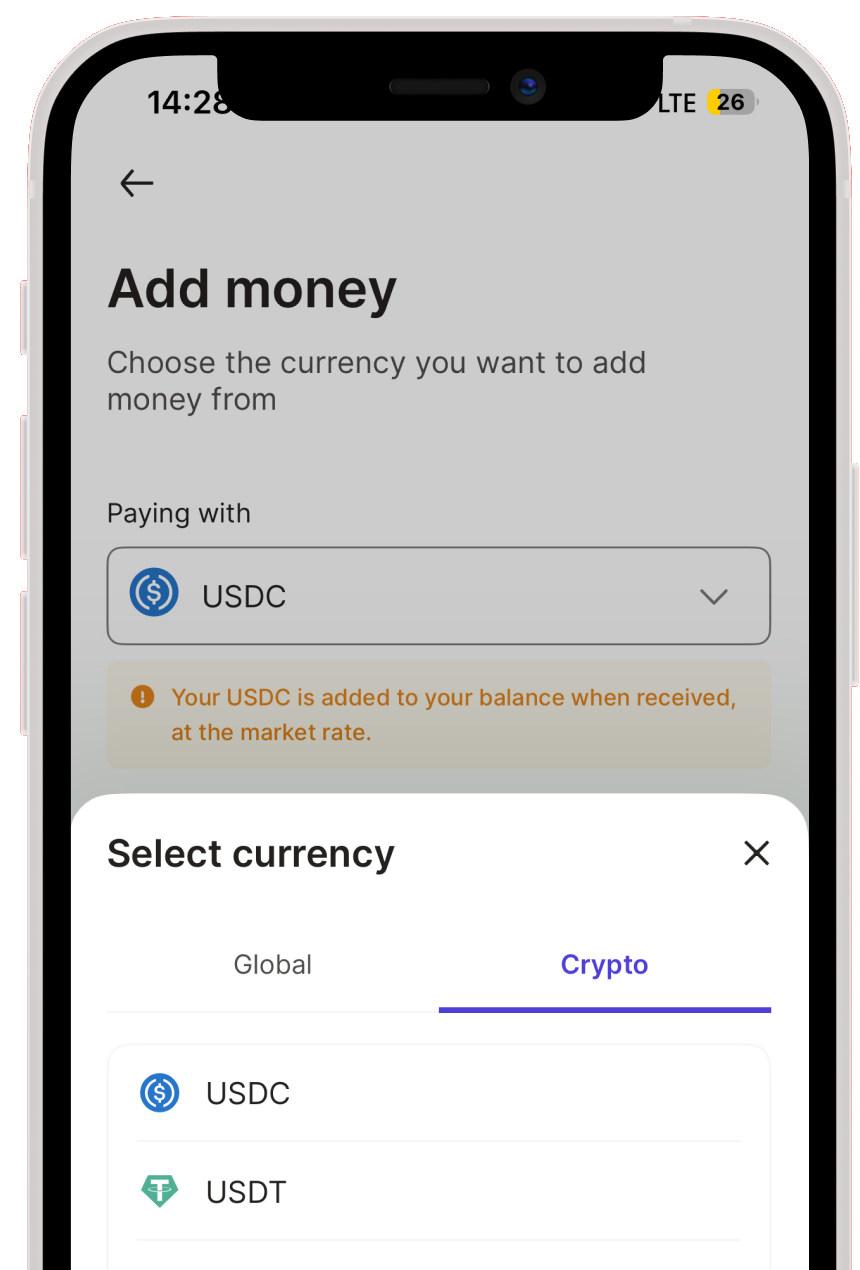 14:28
LTE 26
Add money
Choose the currency you want to add
money from
Paying with
USDC
Your USDC is added to your balance when received,
at the market rate.
Select currency
Global
Crypto
USDC
USDT